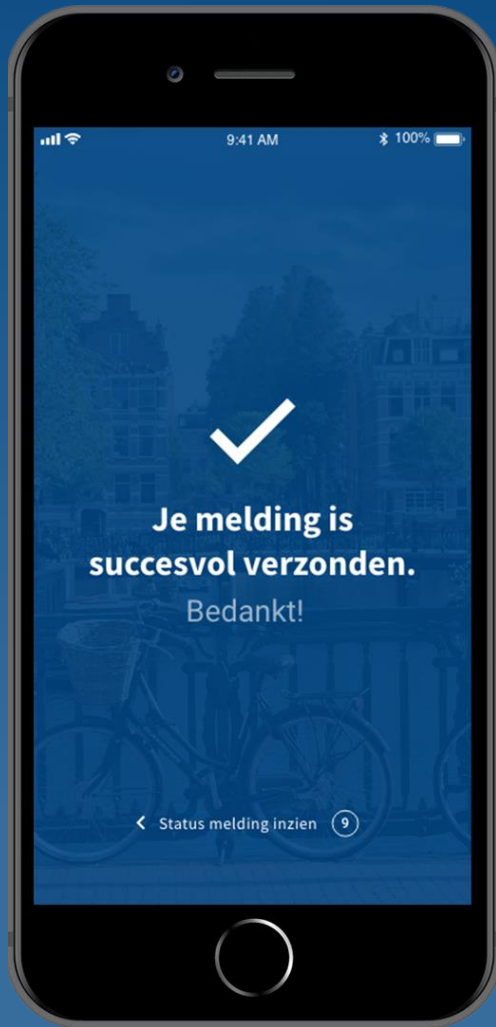 9:41 AM
100%
Je melding is
succesvol verzonden.
Bedankt!
Status melding inzien 9